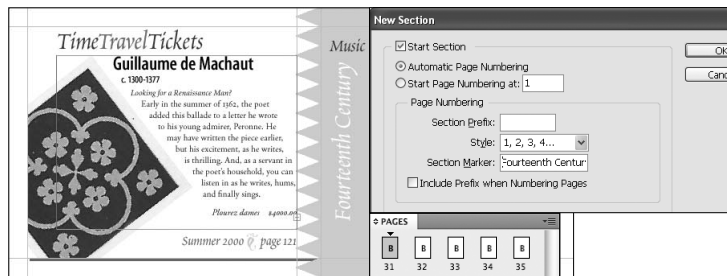 TimeTravelTickets
Music
Guillaume de Machaut
c. 1300-1377
Looking for a Renaissance Man?
Early in the summer of 1362, the poet
added this ballade to a letter he wrote
to his young admirer, Peronne. He
may have written the piece earlier,
but his excitement, as he writes,
is thrilling. And, as a servant in
the poet's household, you can
listen in as he writes, hums,
and finally sings.
Plourez dames $4000.00
Summer 2000 page 121
Fourteenth Century
New Section
Start Section
OK
Automatic Page Numbering
Start Page Numbering at: 1
Canc
Page Numbering
Section Prefix:
Style: 1, 2, 3, 4...
Section Marker: Fourteenth Centur
Include Prefix when Numbering Pages
PAGES
B B B B B
31 32 33 34 35